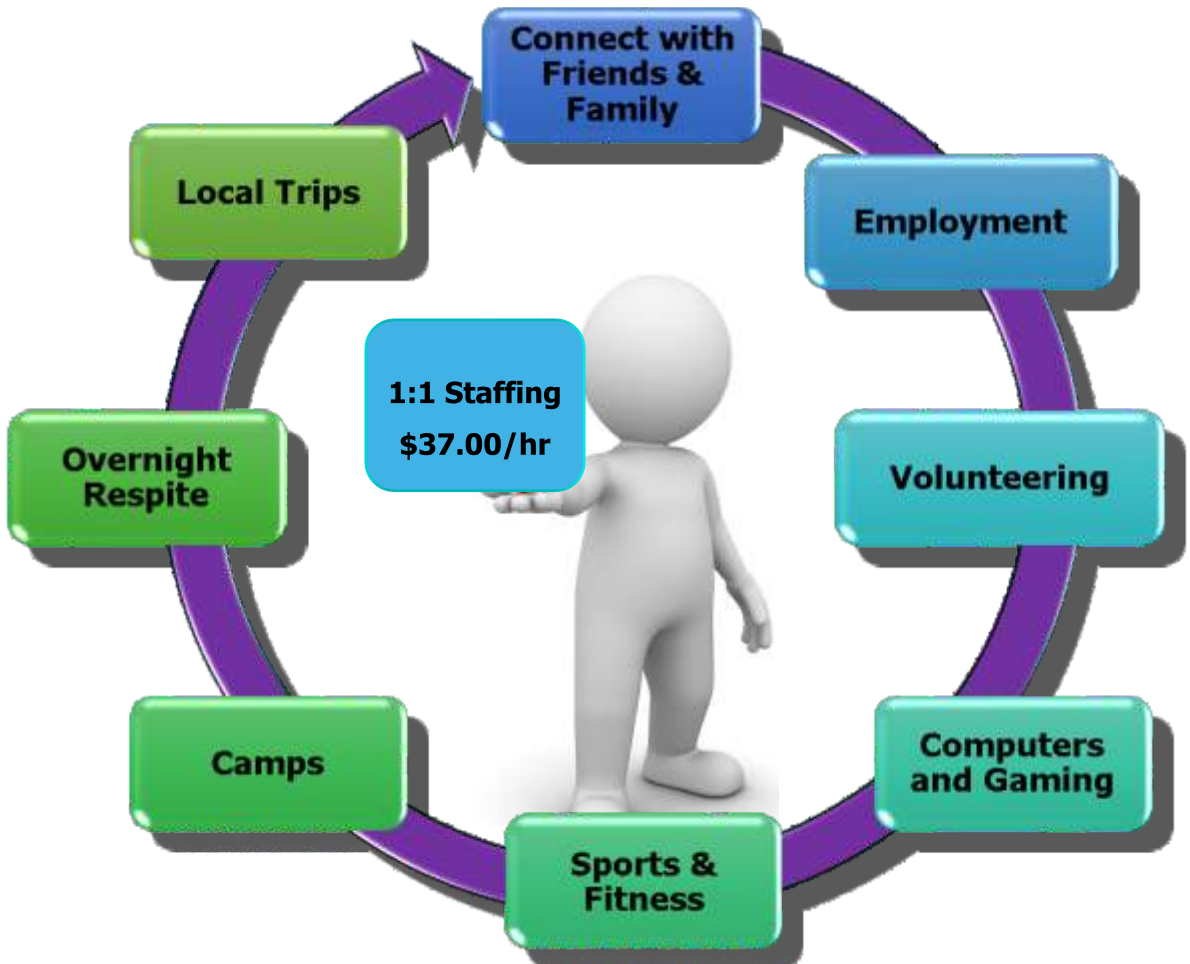 Connect with
Friends &
Family
Employment
Volunteering
Computers
and Gaming
Sports &
Fitness
Camps
Overnight
Respite
Local Trips
1:1 Staffing
$37.00/hr